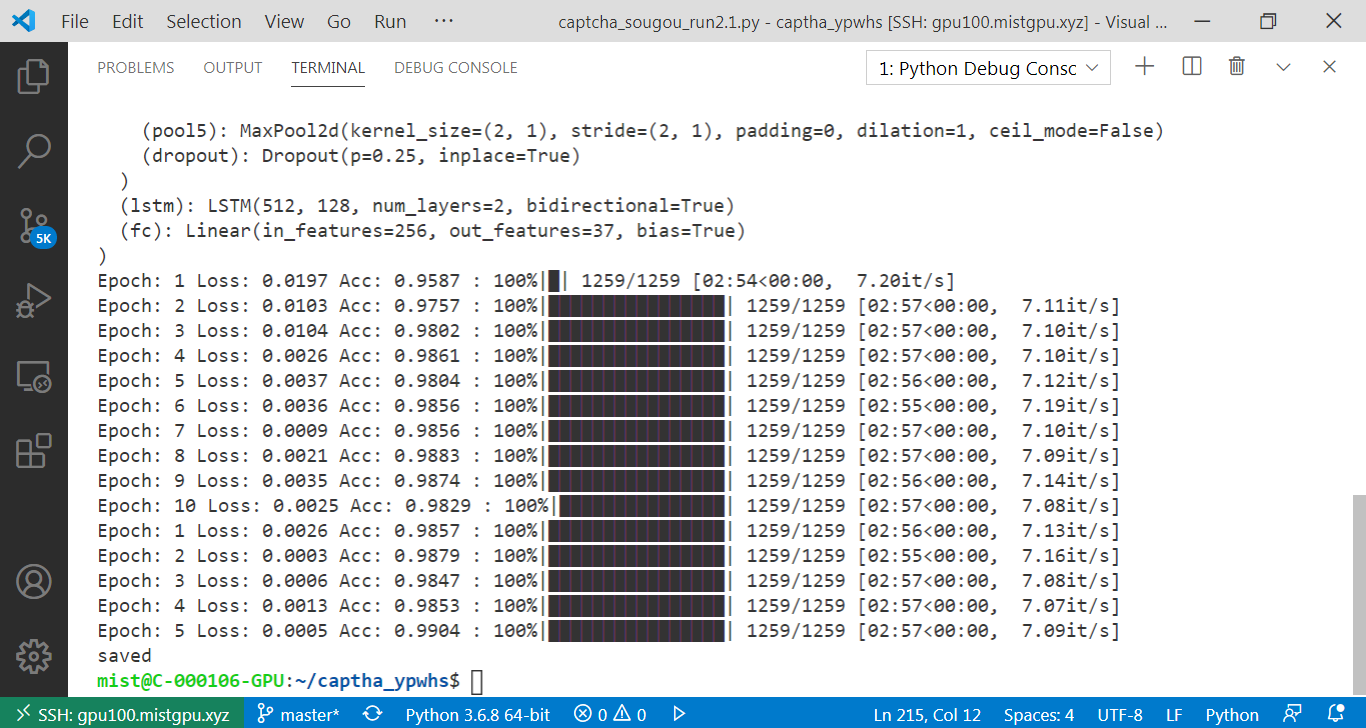 File Edit Selection View Go Run ··· captcha_sougou_run2.1.py - captha_ypwhs [SSH: gpu100.mistgpu.xyz] - Visual ...
PROBLEMS OUTPUT TERMINAL DEBUG CONSOLE 1: Python Debug Consc
(pool5): MaxPool2d(kernel_size=(2, 1), stride=(2, 1), padding=0, dilation=1, ceil_mode=False)
(dropout): Dropout(p=0.25, inplace=True)
)
(lstm): LSTM(512, 128, num_layers=2, bidirectional=True)
(fc): Linear(in_features=256, out_features=37, bias=True)
)
Epoch: 1 Loss: 0.0197 Acc: 0.9587 : 100%|█| 1259/1259 [02:54<00:00, 7.20it/s]
Epoch: 2 Loss: 0.0103 Acc: 0.9757 : 100%|████████████████| 1259/1259 [02:57<00:00, 7.11it/s]
Epoch: 3 Loss: 0.0104 Acc: 0.9802 : 100%|████████████████| 1259/1259 [02:57<00:00, 7.10it/s]
Epoch: 4 Loss: 0.0026 Acc: 0.9861 : 100%|████████████████| 1259/1259 [02:57<00:00, 7.10it/s]
Epoch: 5 Loss: 0.0037 Acc: 0.9804 : 100%|████████████████| 1259/1259 [02:56<00:00, 7.12it/s]
Epoch: 6 Loss: 0.0036 Acc: 0.9856 : 100%|████████████████| 1259/1259 [02:55<00:00, 7.19it/s]
Epoch: 7 Loss: 0.0009 Acc: 0.9856 : 100%|████████████████| 1259/1259 [02:57<00:00, 7.10it/s]
Epoch: 8 Loss: 0.0021 Acc: 0.9883 : 100%|████████████████| 1259/1259 [02:57<00:00, 7.09it/s]
Epoch: 9 Loss: 0.0035 Acc: 0.9874 : 100%|████████████████| 1259/1259 [02:56<00:00, 7.14it/s]
Epoch: 10 Loss: 0.0025 Acc: 0.9829 : 100%|███████████████| 1259/1259 [02:57<00:00, 7.08it/s]
Epoch: 1 Loss: 0.0026 Acc: 0.9857 : 100%|████████████████| 1259/1259 [02:56<00:00, 7.13it/s]
Epoch: 2 Loss: 0.0003 Acc: 0.9879 : 100%|████████████████| 1259/1259 [02:55<00:00, 7.16it/s]
Epoch: 3 Loss: 0.0006 Acc: 0.9847 : 100%|████████████████| 1259/1259 [02:57<00:00, 7.08it/s]
Epoch: 4 Loss: 0.0013 Acc: 0.9853 : 100%|████████████████| 1259/1259 [02:57<00:00, 7.07it/s]
Epoch: 5 Loss: 0.0005 Acc: 0.9904 : 100%|████████████████| 1259/1259 [02:57<00:00, 7.09it/s]
saved
mist@C-000106-GPU:~/captha_ypwhs$
5K
SSH: gpu100.mistgpu.xyz master* Python 3.6.8 64-bit 0 0 Ln 215, Col 12 Spaces: 4 UTF-8 LF Python